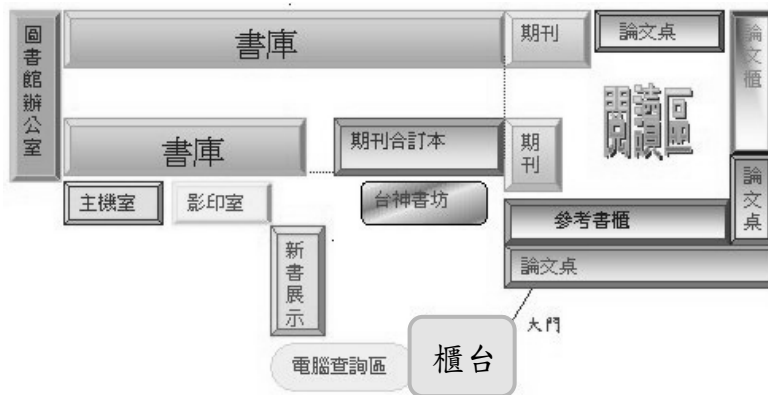 圖書館辦公室
書庫
期刊
論文桌
論文櫃
閱讀區
書庫
期刊合訂本
期刊
論文桌
主機室
影印室
台神書坊
參考書櫃
新書展示
論文桌
大門
電腦查詢區
櫃台